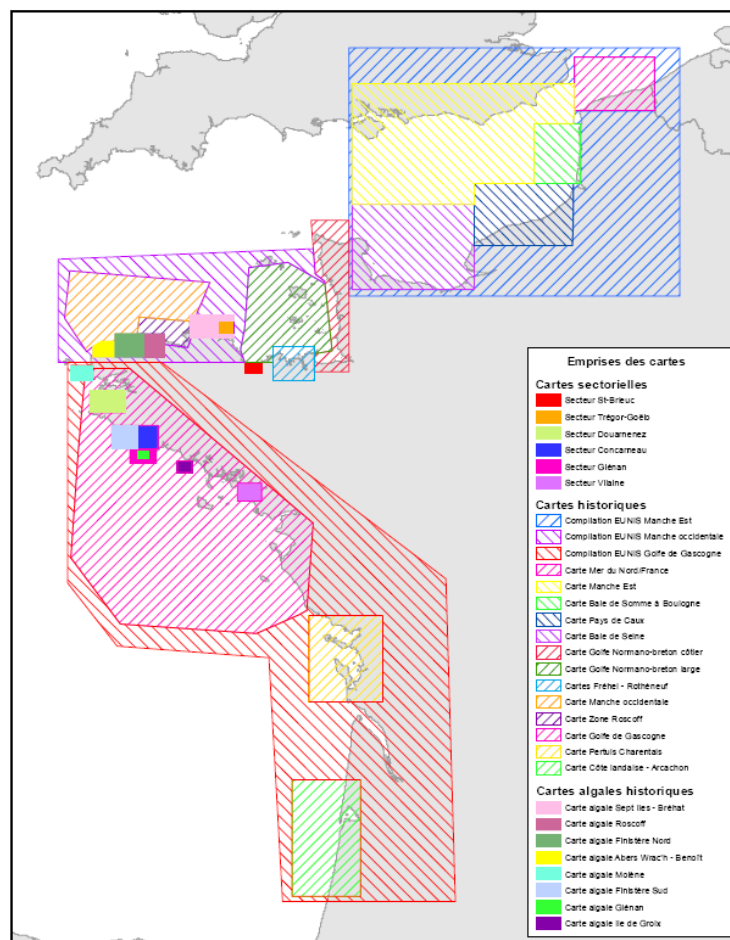 Emprises des cartes
Cartes sectorielles
Secteur St-Brieuc
Secteur Trégor-Goëlo
Secteur Douarnenez
Secteur Concarneau
Secteur Glénan
Secteur Vilaine
Cartes historiques
Compilation EUNIS Manche Est
Compilation EUNIS Manche occidentale
Compilation EUNIS Golfe de Gascogne
Carte Mer du Nord/France
Carte Manche Est
Carte Baie de Somme à Boulogne
Carte Pays de Caux
Carte Baie de Seine
Carte Golfe Normano-breton côtier
Carte Golfe Normano-breton large
Cartes Fréhel - Rothéneuf
Carte Manche occidentale
Carte Zone Roscoff
Carte Golfe de Gascogne
Carte Pertuis Charentais
Carte Côte landaise - Arcachon
Cartes algales historiques
Carte algale Sept Iles - Bréhat
Carte algale Roscoff
Carte algale Finistère Nord
Carte algale Abers Wrac'h - Benoît
Carte algale Molène
Carte algale Finistère Sud
Carte algale Glénan
Carte algale Ile de Groix